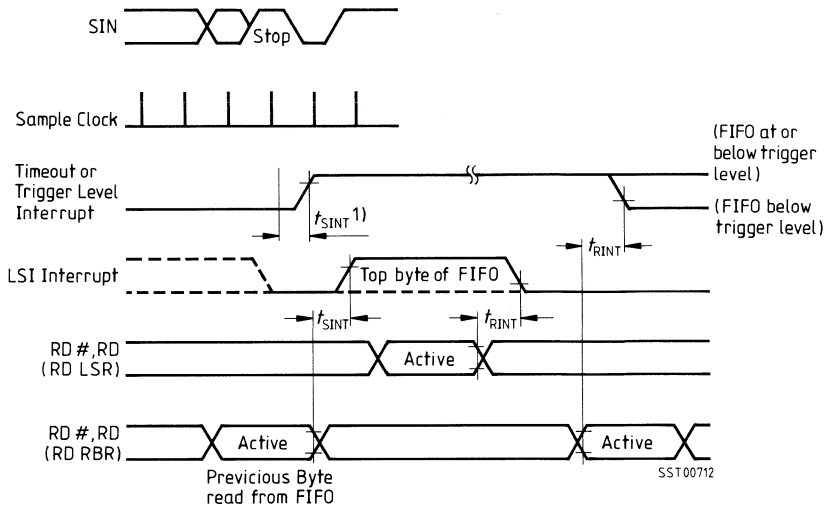 SIN
Stop
Sample Clock
Timeout or
Trigger Level
Interrupt
tSINT 1)
(FIFO at or
below trigger
level)
(FIFO below
trigger level)
tRINT
LSI Interrupt
Top byte of FIFO
tSINT
tRINT
RD #,RD
(RD LSR)
Active
RD #,RD
(RD RBR)
Active
Active
Previcious Byte
read from FIFO
SST00712